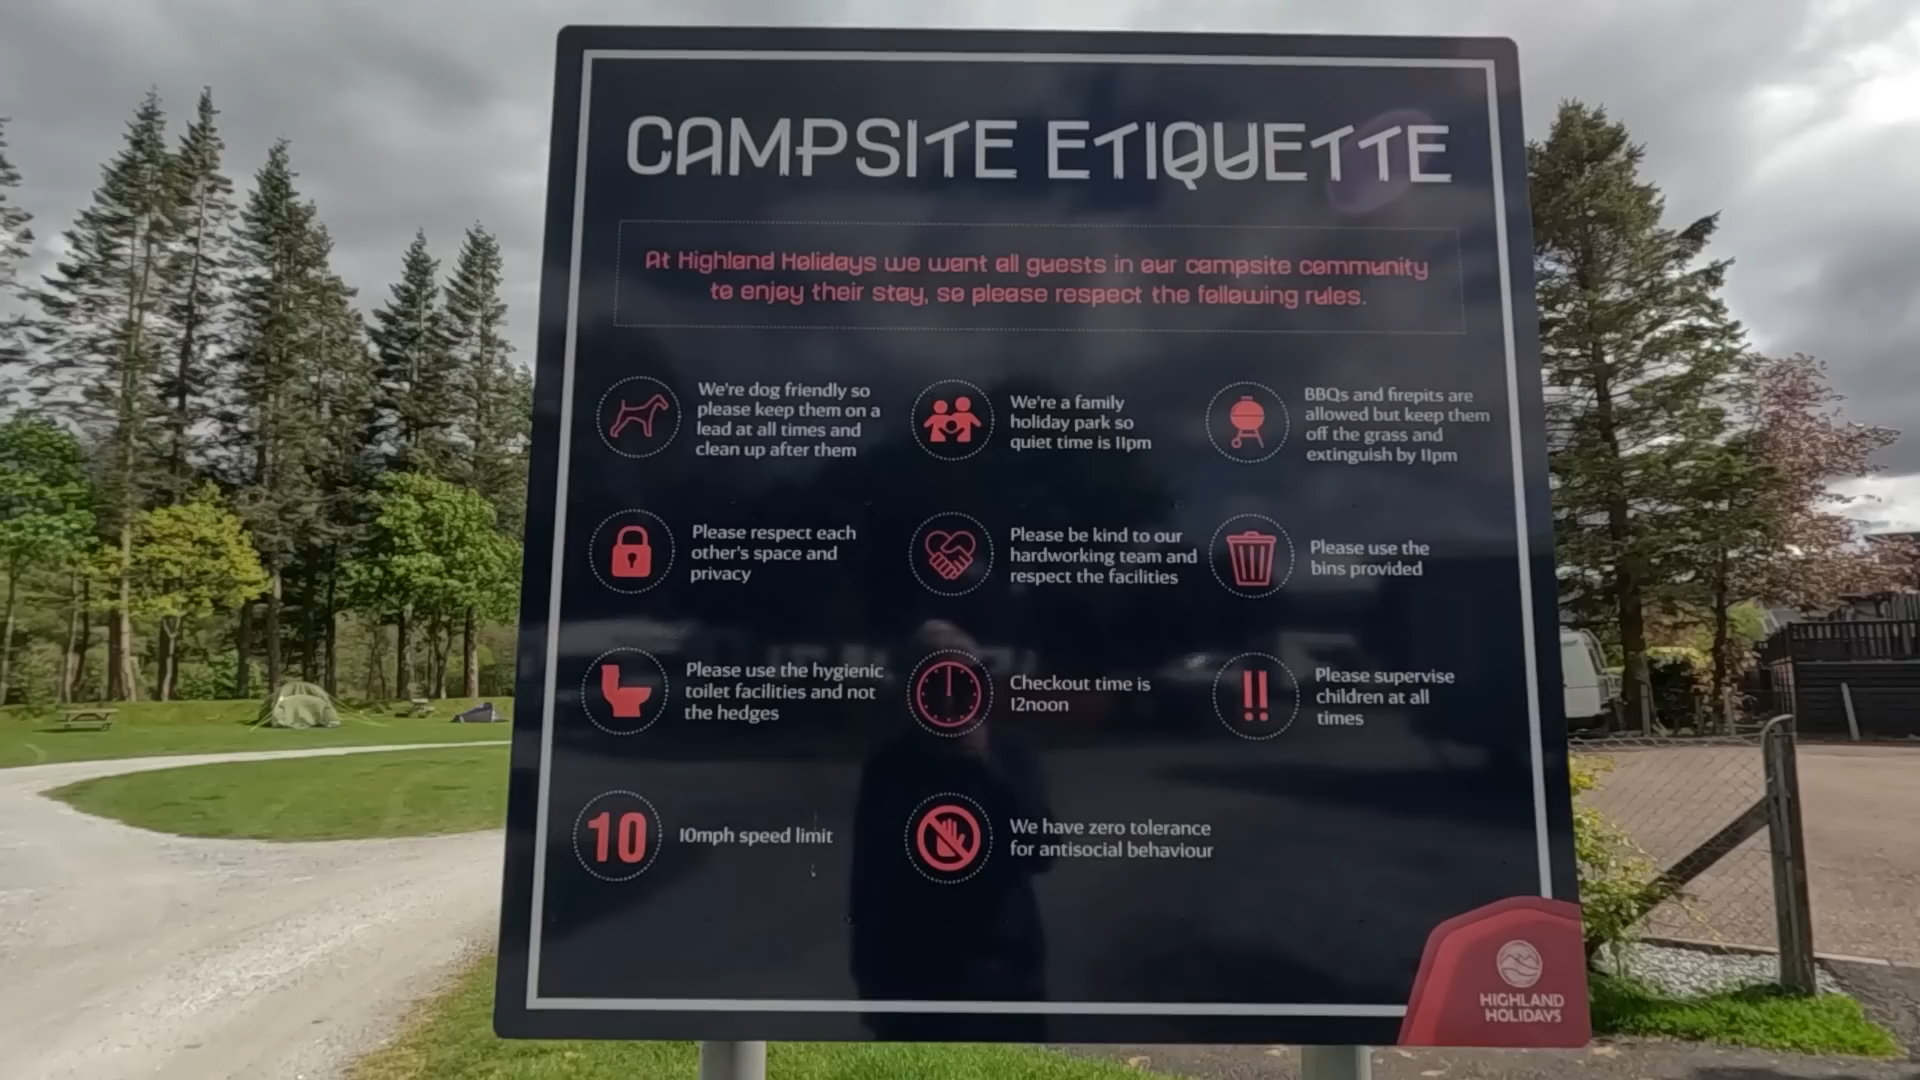 CAMPSITE ETIQUETTE
At Highland Holidays we want all guests in our campsite community
to enjoy their stay, so please respect the following rules.
We're dog friendly so
please keep them on a
lead at all times and
clean up after them
We're a family
holiday park so
quiet time is 11pm
BBQs and firepits are
allowed but keep them
off the grass and
extinguish by 11pm
Please respect each
other's space and
privacy
Please be kind to our
hardworking team and
respect the facilities
Please use the
bins provided
Please use the hygienic
toilet facilities and not
the hedges
Checkout time is
12noon
Please supervise
children at all
times
10
10mph speed limit
We have zero tolerance
for antisocial behaviour
HIGHLAND
HOLIDAYS